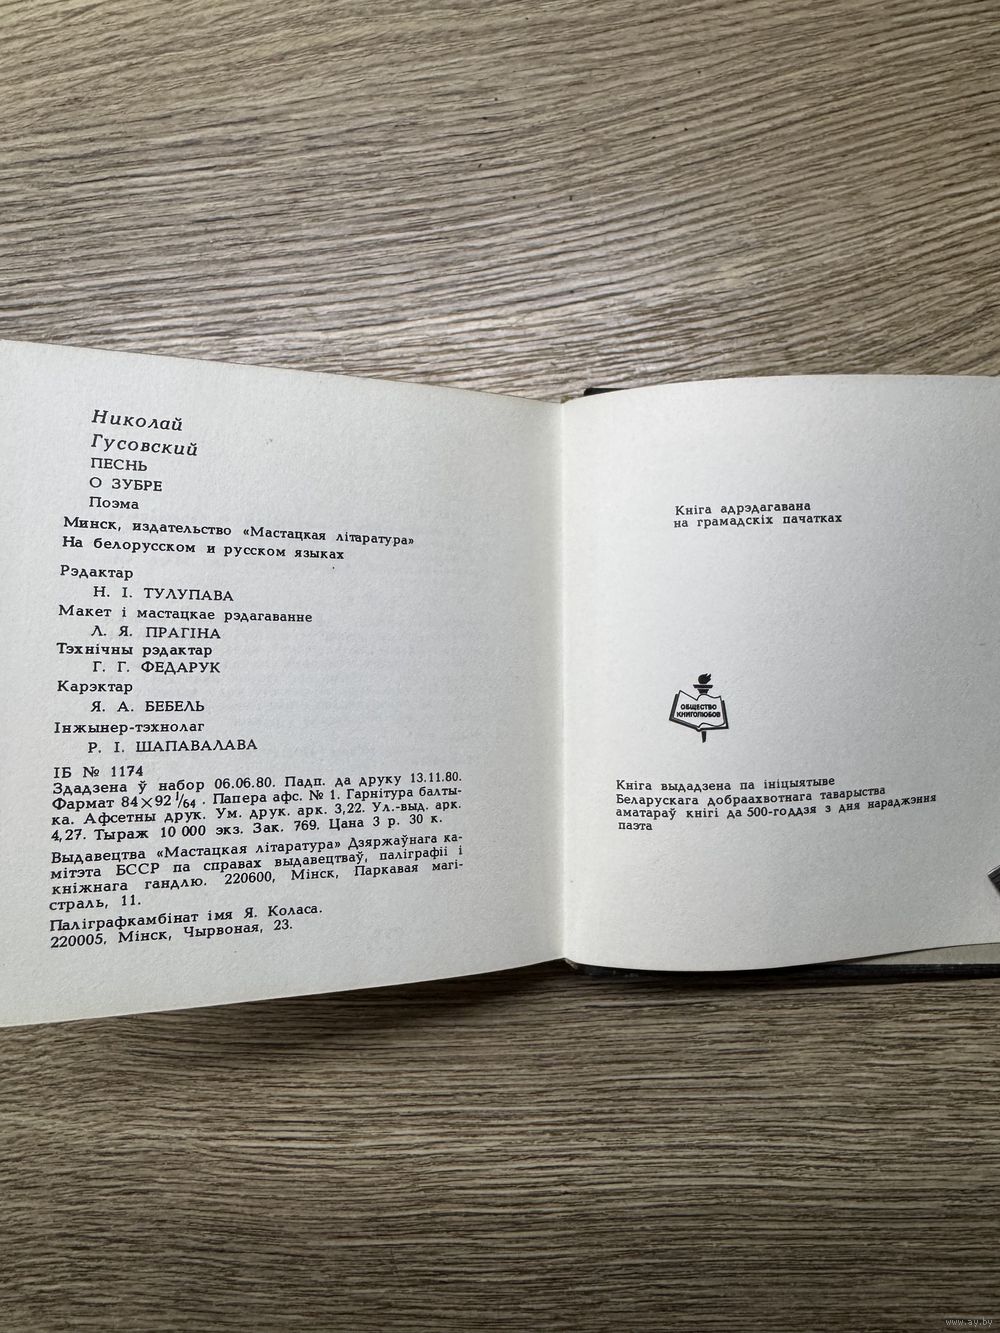 Николай
Гусовский
ПЕСНЬ
О ЗУБРЕ
Поэма
Минск, издательство «Мастацкая літаратура»
На белорусском и русском языках
Рэдактар
Н. І. ТУЛУПАВА
Макет і мастацкае рэдагаванне
Л. Я. ПРАГІНА
Тэхнічны рэдактар
Г. Г. ФЕДАРУК
Карэктар
Я. А. БЕБЕЛЬ
Інжынер-тэхнолаг
Р. І. ШАПАВАЛАВА
ІБ № 1174
Здадзена ў набор 06.06.80. Падп. да друку 13.11.80.
Фармат 84×92 1/64. Папера афс. № 1. Гарнітура балты-
ка. Афсетны друк. Ум. друк. арк. 3,22. Ул.-выд. арк.
4,27. Тыраж 10 000 экз. Зак. 769. Цана 3 р. 30 к.
Выдавецтва «Мастацкая літаратура» Дзяржаўнага ка-
мітэта БССР па справах выдавецтваў, паліграфіі і
кніжнага гандлю. 220600, Мінск, Паркавая магі-
страль, 11.
Паліграфкамбінат імя Я. Коласа.
220005, Мінск, Чырвоная, 23.
Кніга адрэдагавана
на грамадскіх пачатках
ОБЩЕСТВО
КНИГОЛЮБОВ
Кніга выдадзена па ініцыятыве
Беларускага добраахвотнага таварыства
аматараў кнігі да 500-годдзя з дня нараджэння
паэта
www.ay.by